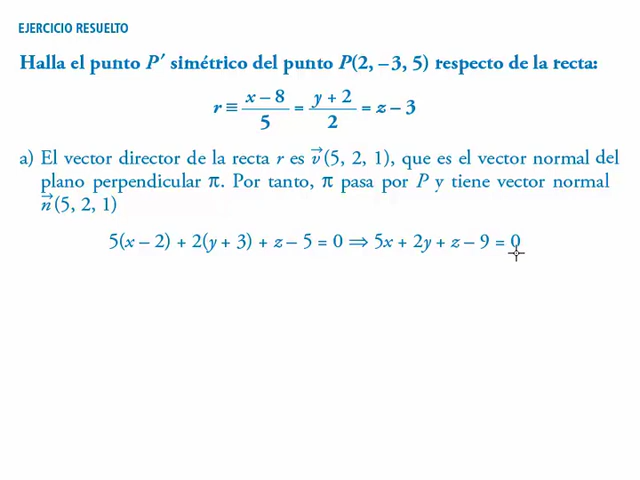 EJERCICIO RESUELTO
Halla el punto P′ simétrico del punto P(2, –3, 5) respecto de la recta:
r ≡ (x – 8)/5 = (y + 2)/2 = z – 3
a) El vector director de la recta r es v⃗(5, 2, 1), que es el vector normal del
plano perpendicular π. Por tanto, π pasa por P y tiene vector normal
n⃗(5, 2, 1)
5(x – 2) + 2(y + 3) + z – 5 = 0 ⇒ 5x + 2y + z – 9 = 0